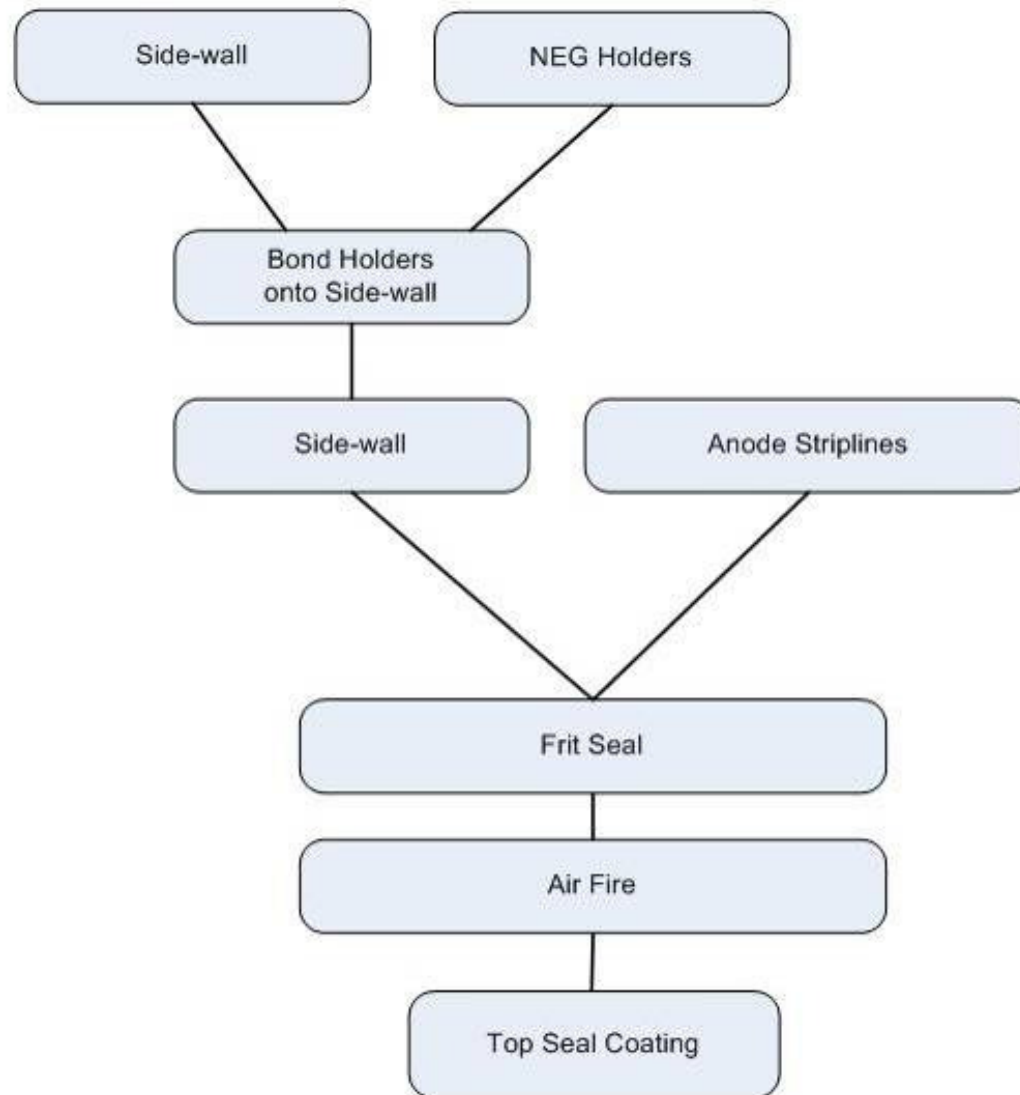 Side-wall
NEG Holders
Bond Holders
onto Side-wall
Side-wall
Anode Striplines
Frit Seal
Air Fire
Top Seal Coating